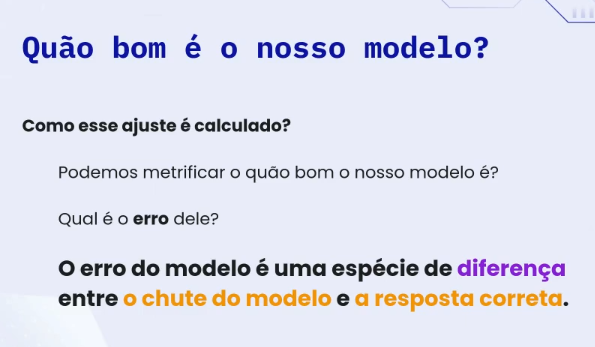 Quão bom é o nosso modelo?
Como esse ajuste é calculado?
Podemos metrificar o quão bom o nosso modelo é?
Qual é o erro dele?
O erro do modelo é uma espécie de diferença
entre o chute do modelo e a resposta correta.